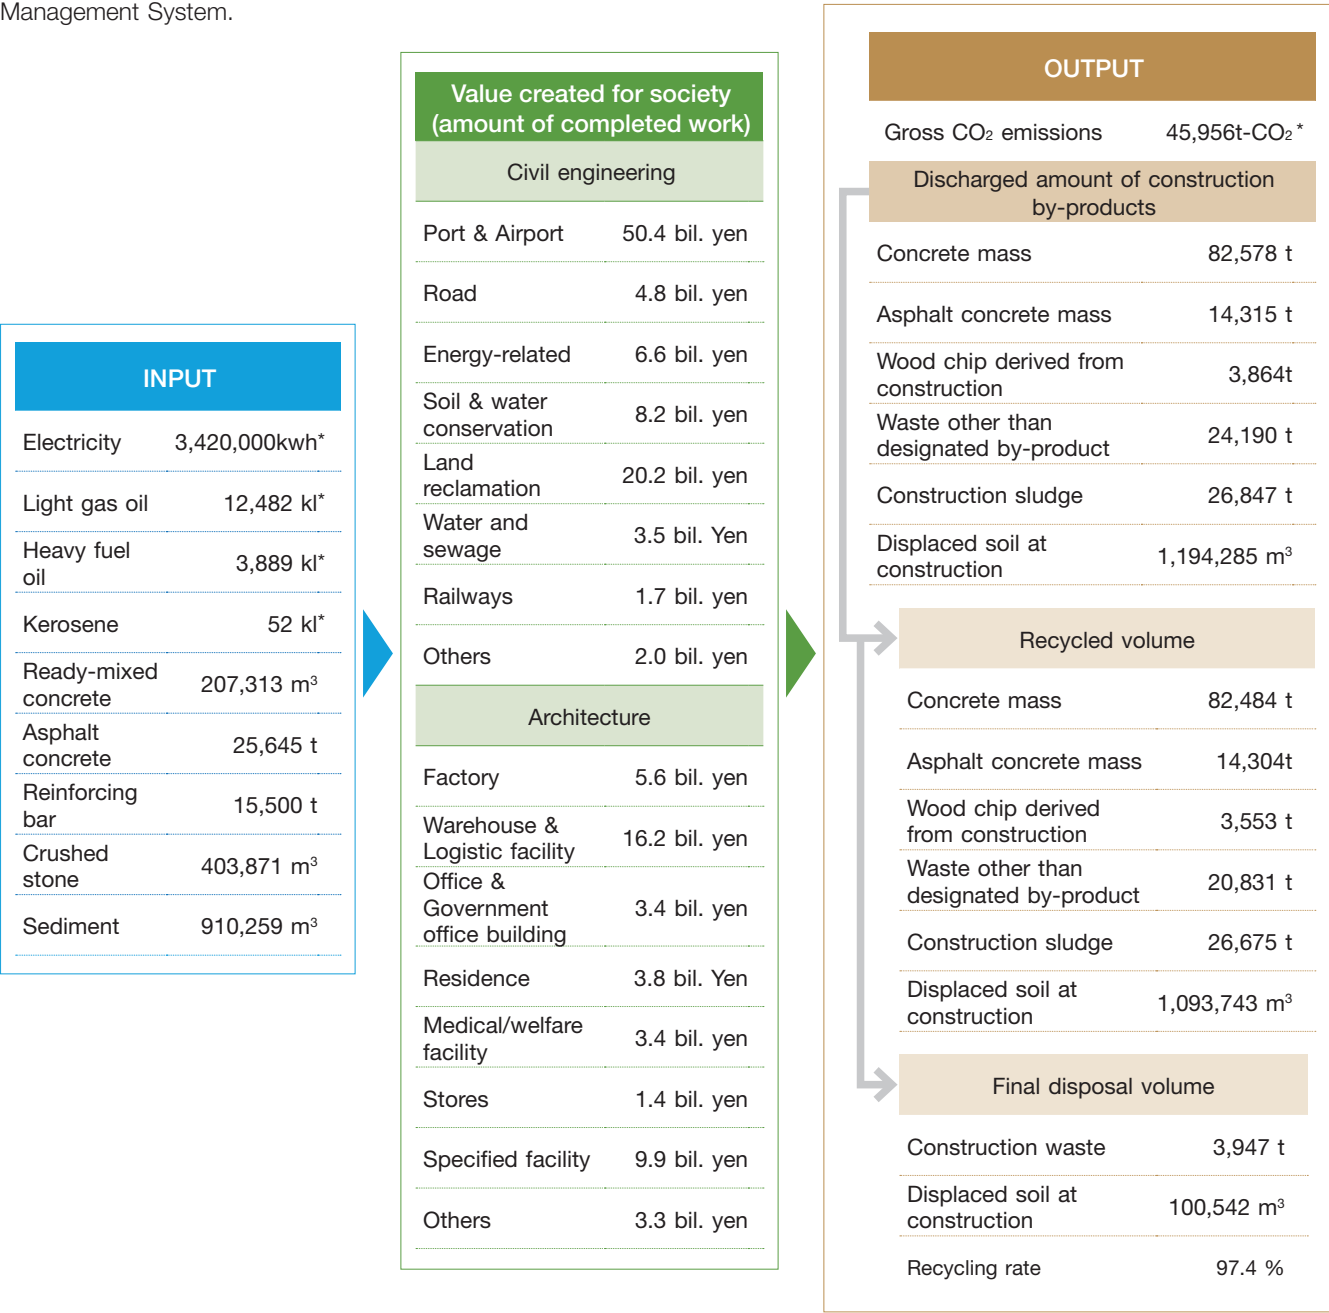 Management System.
INPUT
Electricity 3,420,000kwh*
Light gas oil 12,482 kl*
Heavy fuel
oil 3,889 kl*
Kerosene 52 kl*
Ready-mixed
concrete 207,313 m³
Asphalt
concrete 25,645 t
Reinforcing
bar 15,500 t
Crushed
stone 403,871 m³
Sediment 910,259 m³
Value created for society
(amount of completed work)
Civil engineering
Port & Airport 50.4 bil. yen
Road 4.8 bil. yen
Energy-related 6.6 bil. yen
Soil & water
conservation 8.2 bil. yen
Land
reclamation 20.2 bil. yen
Water and
sewage 3.5 bil. Yen
Railways 1.7 bil. yen
Others 2.0 bil. yen
Architecture
Factory 5.6 bil. yen
Warehouse &
Logistic facility 16.2 bil. yen
Office &
Government
office building 3.4 bil. yen
Residence 3.8 bil. Yen
Medical/welfare
facility 3.4 bil. yen
Stores 1.4 bil. yen
Specified facility 9.9 bil. yen
Others 3.3 bil. yen
OUTPUT
Gross CO₂ emissions 45,956t-CO₂*
Discharged amount of construction
by-products
Concrete mass 82,578 t
Asphalt concrete mass 14,315 t
Wood chip derived from
construction 3,864t
Waste other than
designated by-product 24,190 t
Construction sludge 26,847 t
Displaced soil at
construction 1,194,285 m³
Recycled volume
Concrete mass 82,484 t
Asphalt concrete mass 14,304t
Wood chip derived
from construction 3,553 t
Waste other than
designated by-product 20,831 t
Construction sludge 26,675 t
Displaced soil at
construction 1,093,743 m³
Final disposal volume
Construction waste 3,947 t
Displaced soil at
construction 100,542 m³
Recycling rate 97.4 %